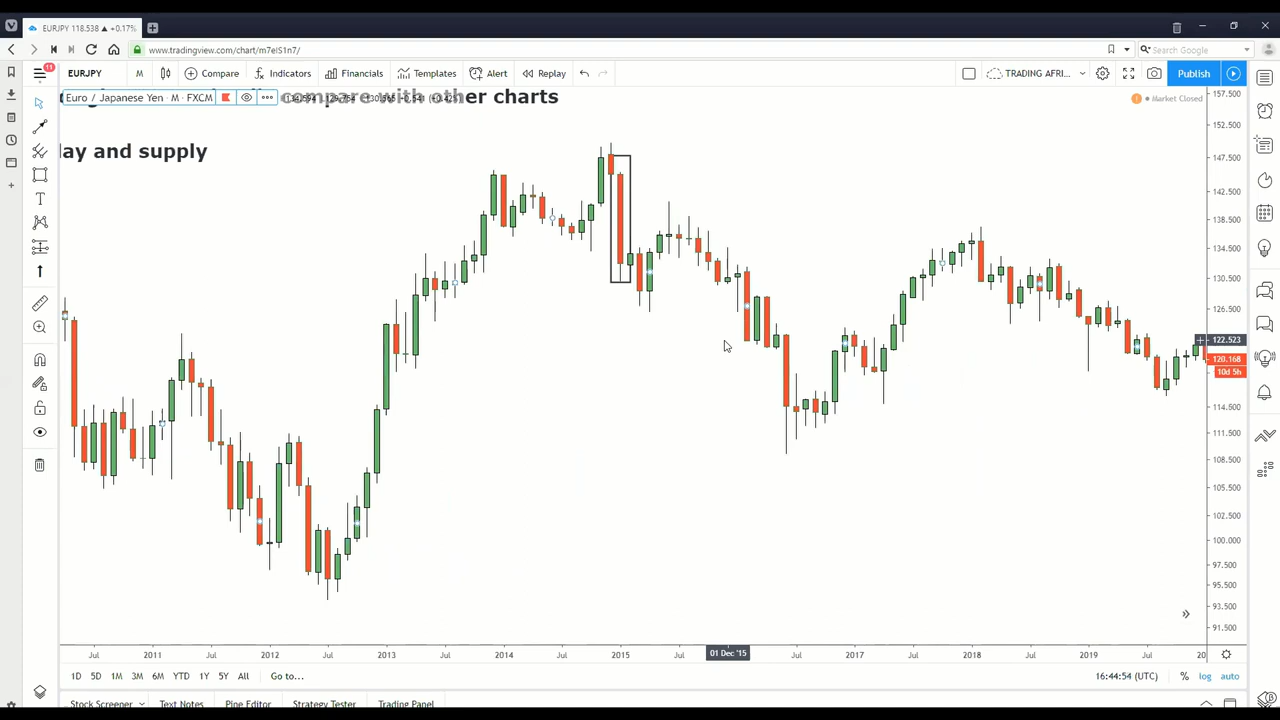 EURJPY 118.538 ▲ +0.17%
www.tradingview.com/chart/m7eIS1n7/
Search Google
11
EURJPY
M
Compare
Indicators
Financials
Templates
Alert
Replay
TRADING AFRI...
Publish
Euro / Japanese Yen · M · FXCM
compare with other charts
Market Closed
lay and supply
157.500
152.500
147.500
142.500
138.500
134.500
130.500
126.500
122.523
120.168
10d 5h
114.500
111.500
108.500
105.500
102.500
100.000
97.500
95.500
93.500
91.500
Jul
2011
Jul
2012
Jul
2013
Jul
2014
Jul
2015
Jul
01 Dec '15
Jul
2017
Jul
2018
Jul
2019
Jul
20
1D 5D 1M 3M 6M YTD 1Y 5Y All Go to...
16:44:54 (UTC) % log auto
Stock Screener Text Notes Pine Editor Strategy Tester Trading Panel